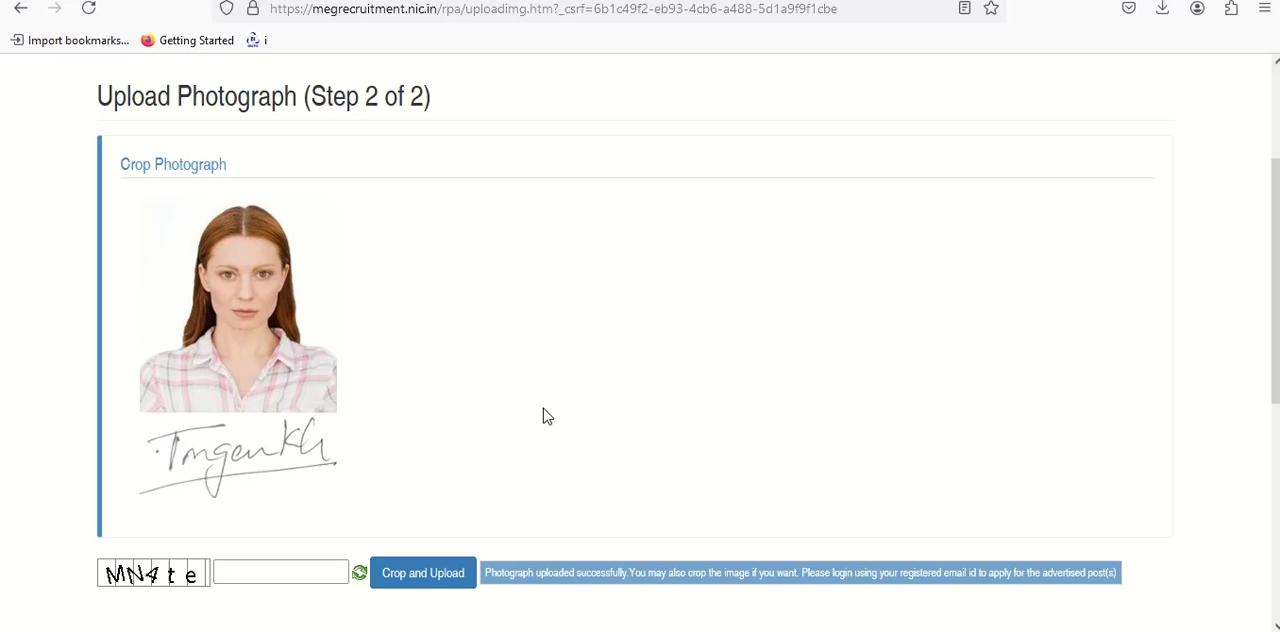 https://megrecruitment.nic.in/rpa/uploadimg.htm?_csrf=6b1c49f2-eb93-4cb6-a488-5d1a9f9f1cbe
Import bookmarks... Getting Started i
Upload Photograph (Step 2 of 2)
Crop Photograph
MN4te Crop and Upload Photograph uploaded successfully.You may also crop the image if you want. Please login using your registered email id to apply for the advertised post(s)